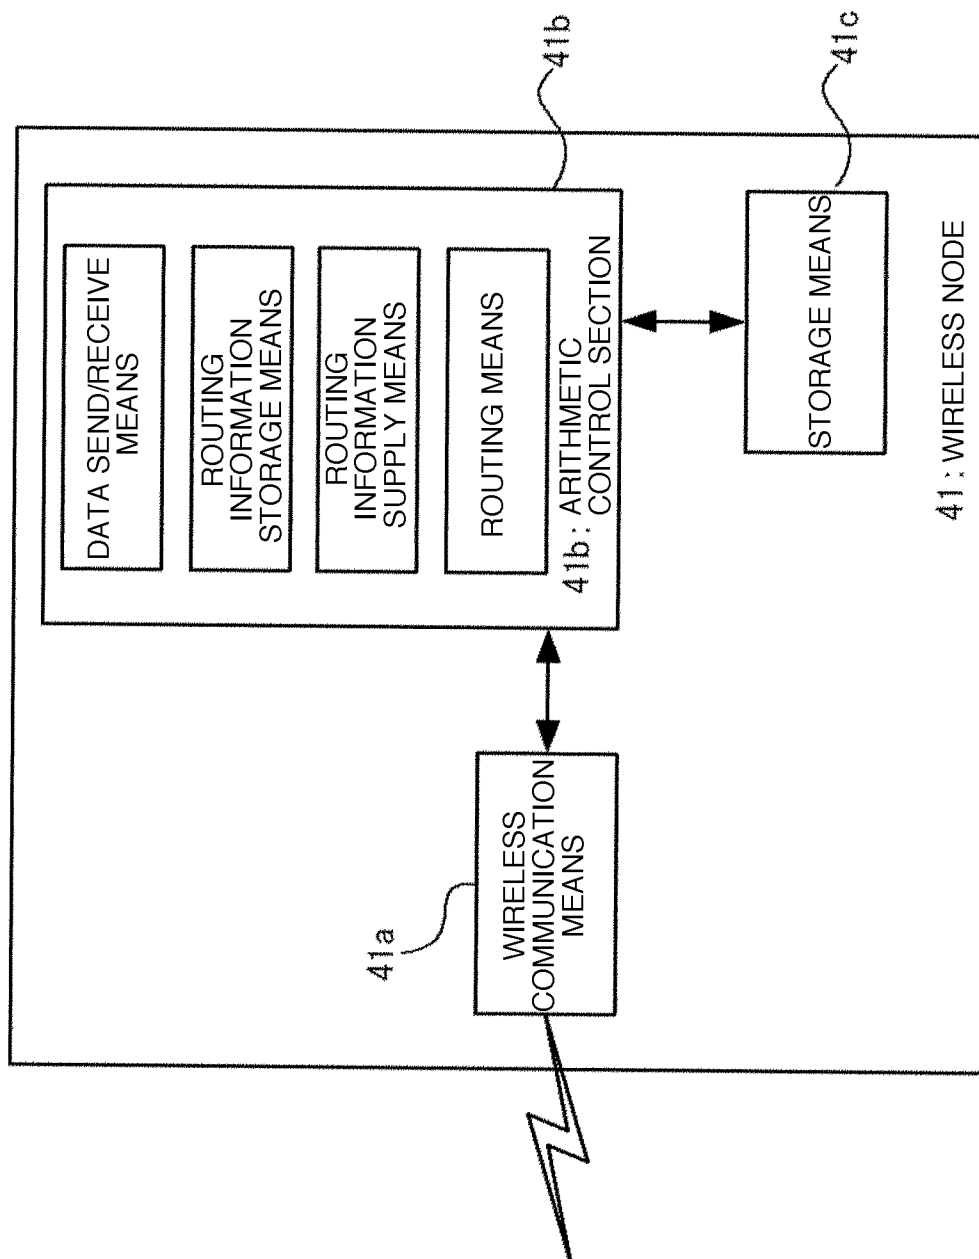 41b
DATA SEND/RECEIVE
MEANS
ROUTING
INFORMATION
STORAGE MEANS
ROUTING
INFORMATION
SUPPLY MEANS
ROUTING MEANS
41b : ARITHMETIC
CONTROL SECTION
41a
WIRELESS
COMMUNICATION
MEANS
41c
STORAGE MEANS
41 : WIRELESS NODE